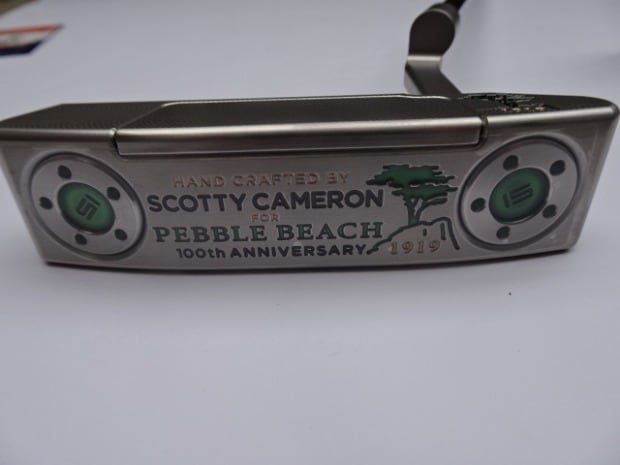 HAND CRAFTED BY
SCOTTY CAMERON
FOR
PEBBLE BEACH
100th ANNIVERSARY
1919
15
15